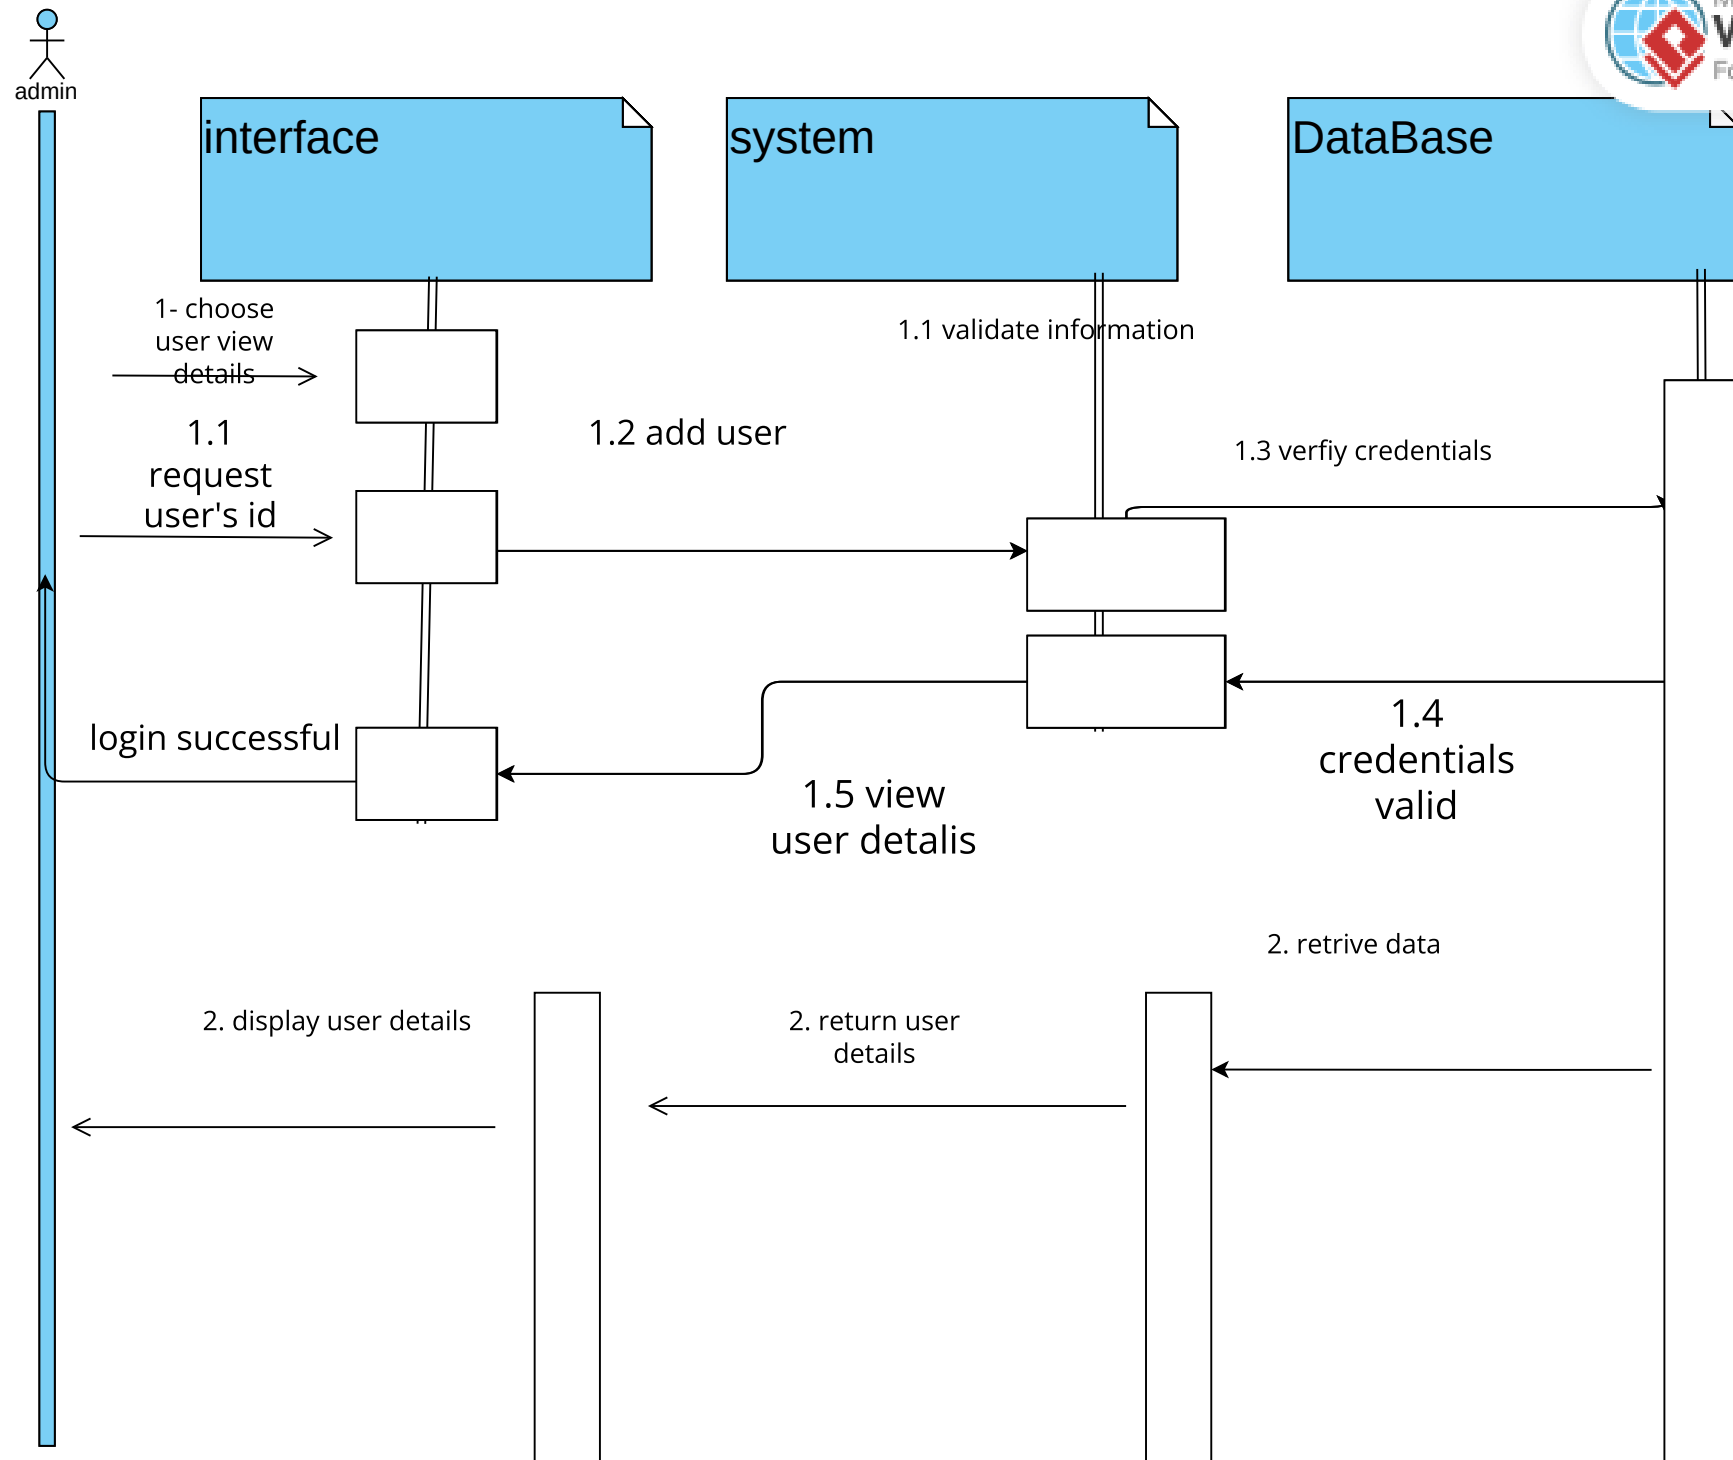 admin
interface
system
DataBase
1- choose
user view
details
1.1 validate information
1.1
request
user's id
1.2 add user
1.3 verfiy credentials
login successful
1.4
credentials
valid
1.5 view
user detalis
2. retrive data
2. display user details
2. return user
details